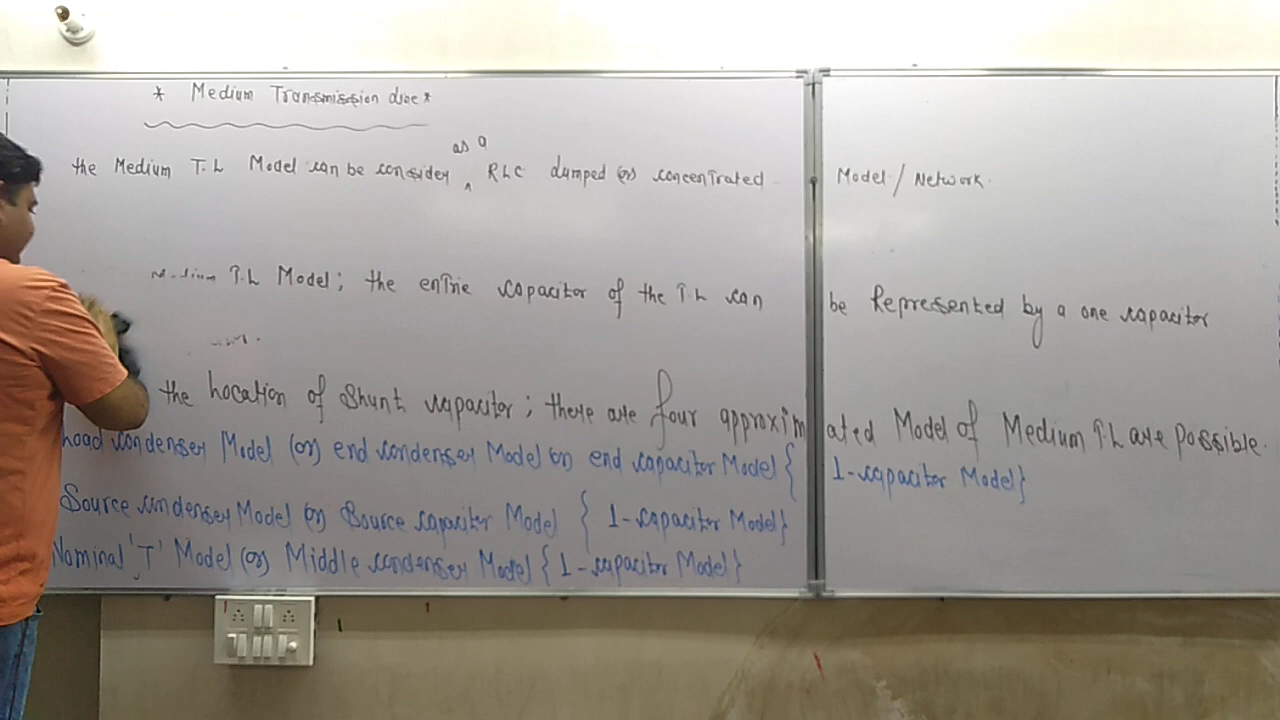 * Medium Transmission Line *
the Medium T.L Model can be consider as a RLC Lumped (or) concentrated Model / Network.
T.L Model; the entire capacitor of the T.L can be Represented by a one capacitor
the Location of Shunt capacitor; there are four approximated Model of Medium T.L are possible.
Load condenser Model (or) end condenser Model or end capacitor Model { 1-capacitor Model}
Source condenser Model (or) Source capacitor Model { 1-capacitor Model}
Nominal 'T' Model (or) Middle condenser Model { 1-capacitor Model}